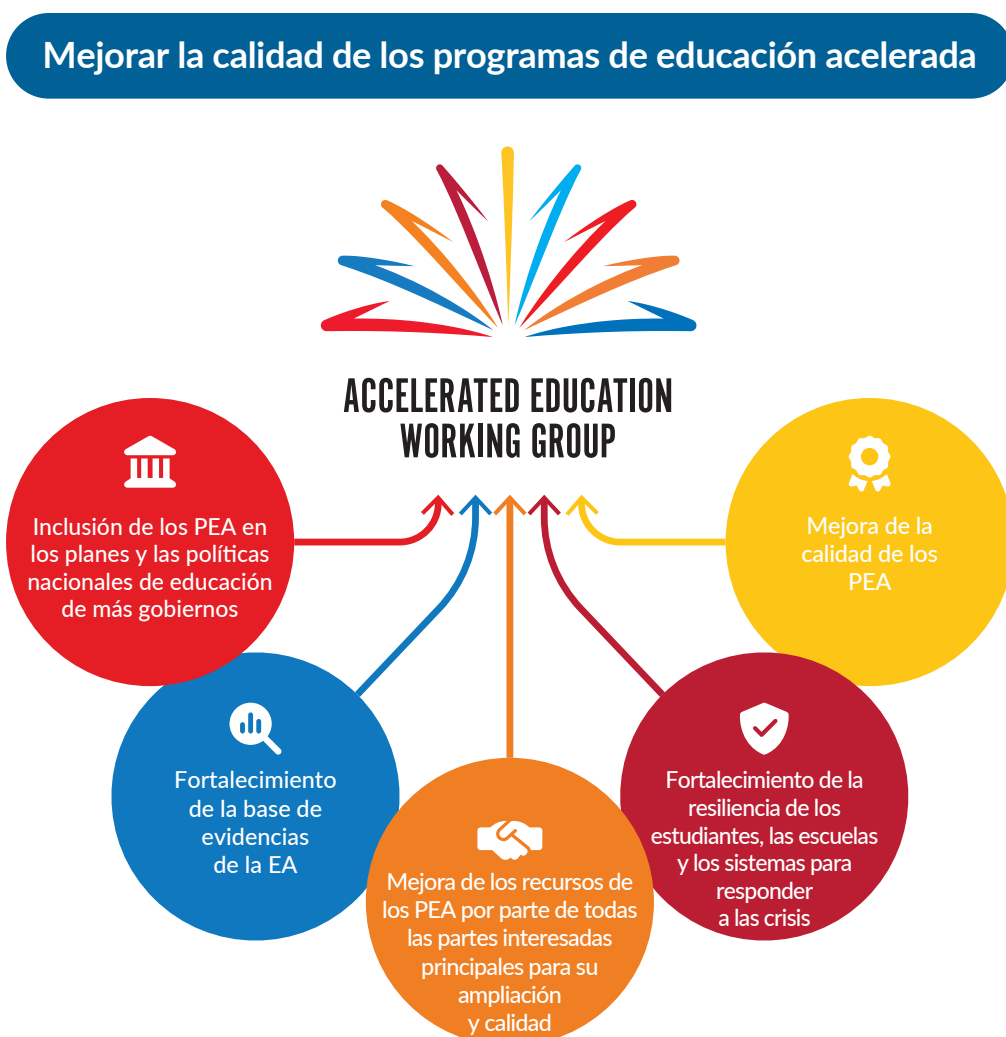 Mejorar la calidad de los programas de educación acelerada
ACCELERATED EDUCATION
WORKING GROUP
Inclusión de los PEA en
los planes y las políticas
nacionales de educación
de más gobiernos
Fortalecimiento
de la base de
evidencias
de la EA
Mejora de los recursos de
los PEA por parte de todas
las partes interesadas
principales para su
ampliación
y calidad
Fortalecimiento de la
resiliencia de los
estudiantes, las escuelas
y los sistemas para
responder
a las crisis
Mejora de la
calidad de los
PEA